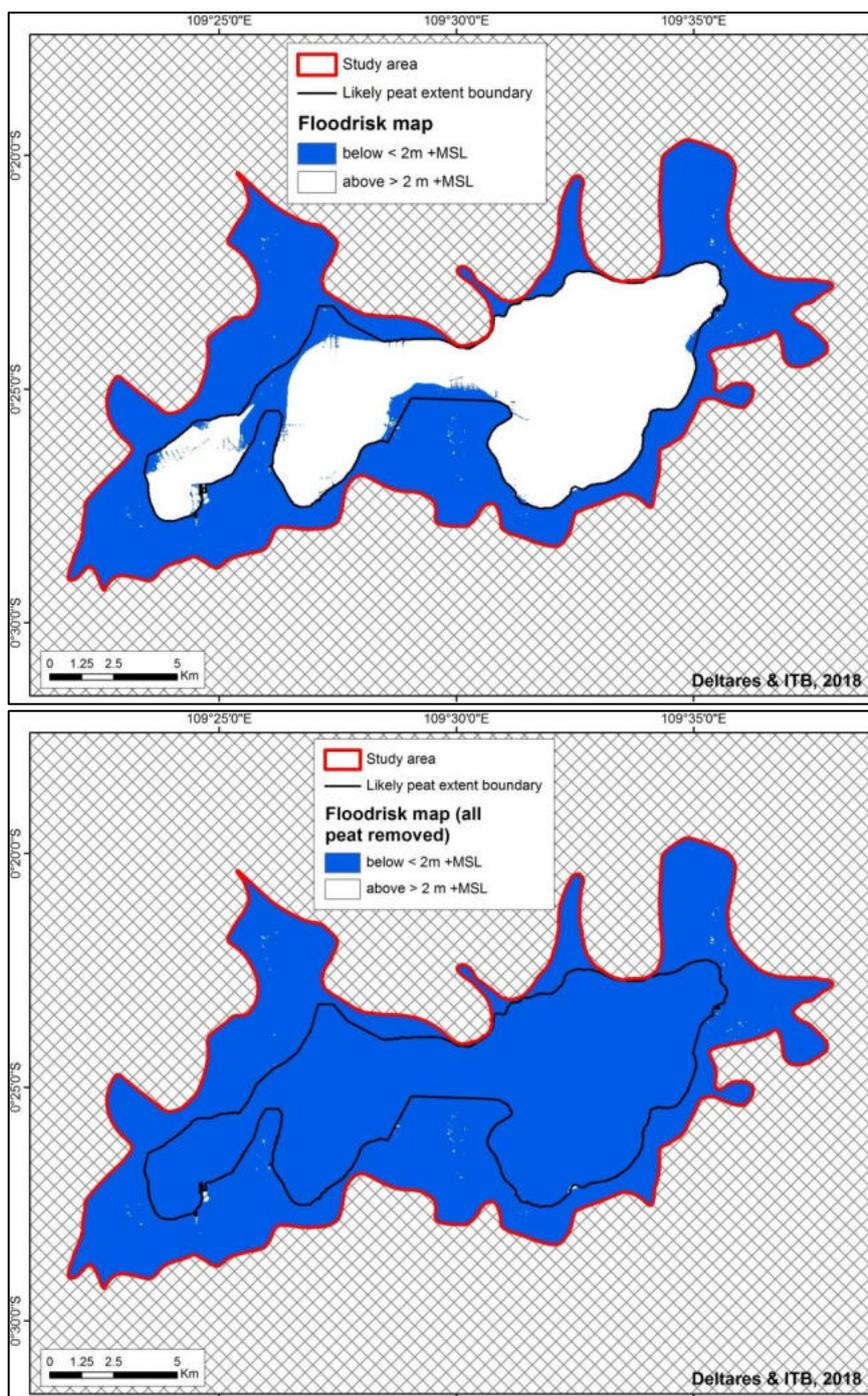 109°25'0"E 109°30'0"E 109°35'0"E
Study area
Likely peat extent boundary
Floodrisk map
below < 2m +MSL
above > 2 m +MSL
0°20'0"S
0°25'0"S
0°30'0"S
0 1.25 2.5 5
Km
Deltares & ITB, 2018
109°25'0"E 109°30'0"E 109°35'0"E
Study area
Likely peat extent boundary
Floodrisk map (all
peat removed)
below < 2m +MSL
above > 2 m +MSL
0°20'0"S
0°25'0"S
0°30'0"S
0 1.25 2.5 5
Km
Deltares & ITB, 2018